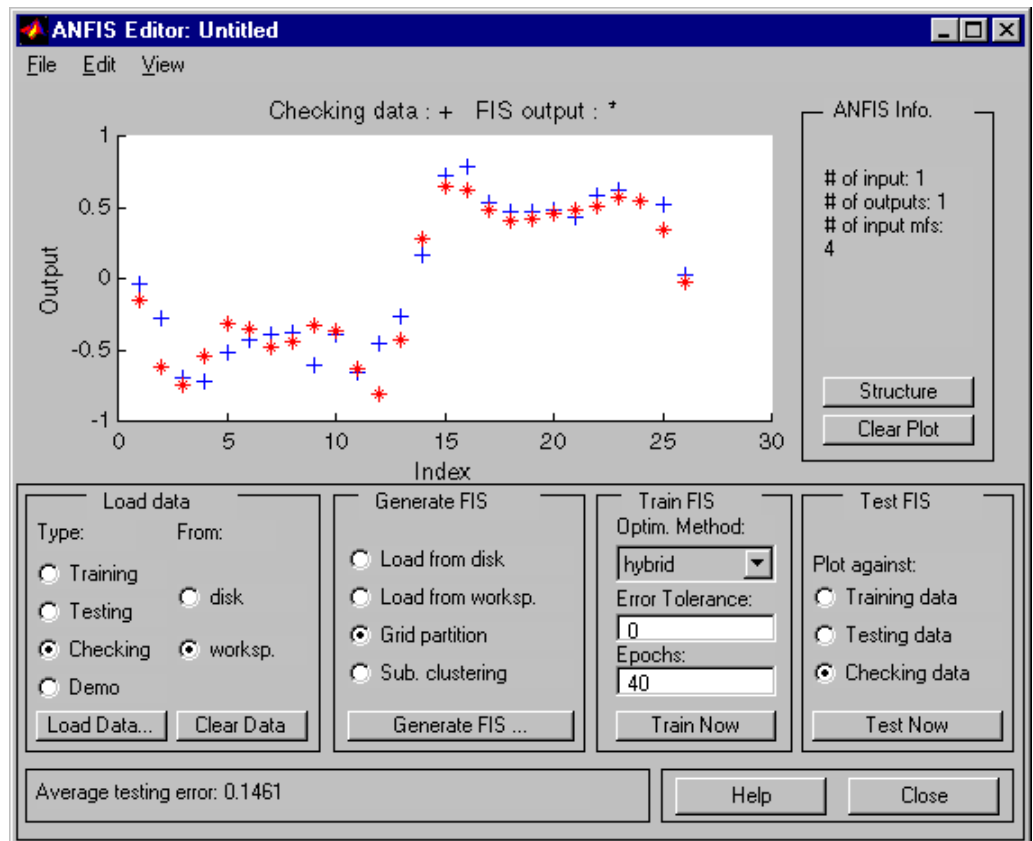 ANFIS Editor: Untitled
File Edit View
Checking data : + FIS output : *
1
0.5
0
-0.5
-1
Output
0 5 10 15 20 25 30
Index
ANFIS Info.
# of input: 1
# of outputs: 1
# of input mfs:
4
Structure
Clear Plot
Load data
Type: From:
Training
Testing
Checking
Demo
disk
worksp.
Load Data... Clear Data
Generate FIS
Load from disk
Load from worksp.
Grid partition
Sub. clustering
Generate FIS ...
Train FIS
Optim. Method:
hybrid
Error Tolerance:
0
Epochs:
40
Train Now
Test FIS
Plot against:
Training data
Testing data
Checking data
Test Now
Average testing error: 0.1461
Help Close